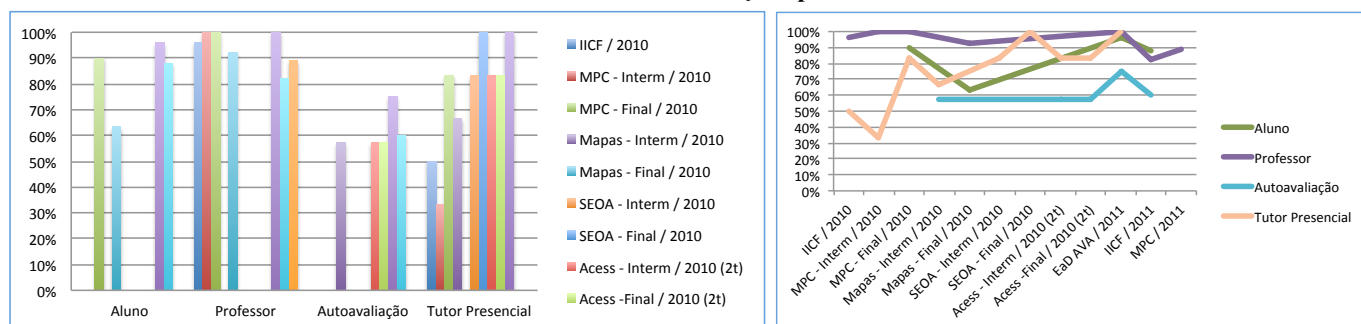 100%
90%
80%
70%
60%
50%
40%
30%
20%
10%
0%
Aluno
Professor
Autoavaliação
Tutor Presencial
IICF / 2010
MPC - Interm / 2010
MPC - Final / 2010
Mapas - Interm / 2010
Mapas - Final / 2010
SEOA - Interm / 2010
SEOA - Final / 2010
Acess - Interm / 2010 (2t)
Acess -Final / 2010 (2t)
100%
90%
80%
70%
60%
50%
40%
30%
20%
10%
0%
IICF / 2010
MPC - Interm / 2010
MPC - Final / 2010
Mapas - Interm / 2010
Mapas - Final / 2010
SEOA - Interm / 2010
SEOA - Final / 2010
Acess - Interm / 2010 (2t)
Acess -Final / 2010 (2t)
EaD AVA / 2011
IICF / 2011
MPC / 2011
Aluno
Professor
Autoavaliação
Tutor Presencial